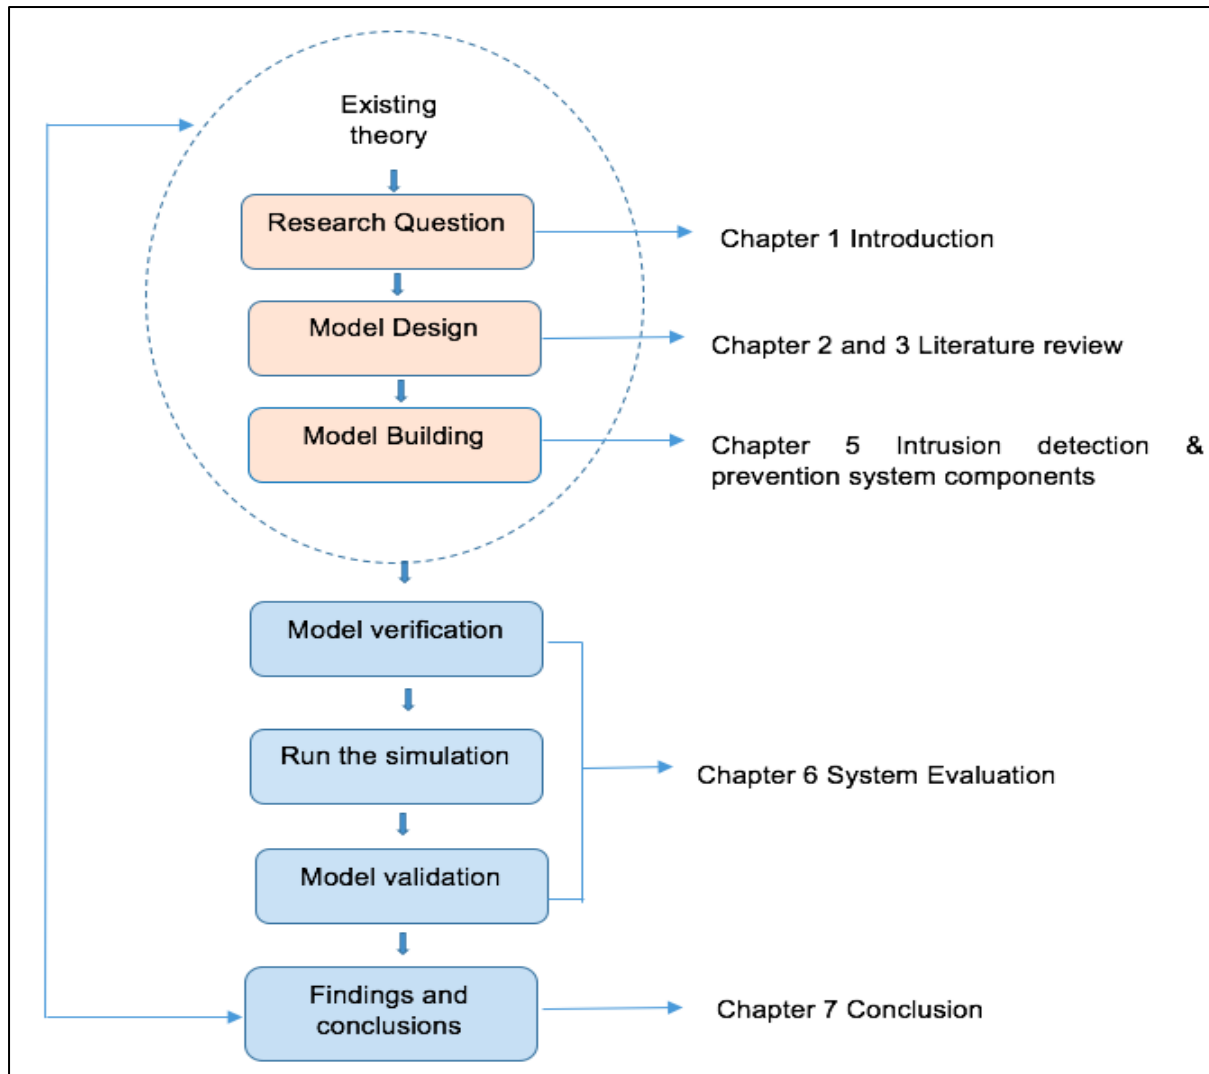 Existing
theory
Research Question
Chapter 1 Introduction
Model Design
Chapter 2 and 3 Literature review
Model Building
Chapter 5 Intrusion detection &
prevention system components
Model verification
Run the simulation
Chapter 6 System Evaluation
Model validation
Findings and
conclusions
Chapter 7 Conclusion